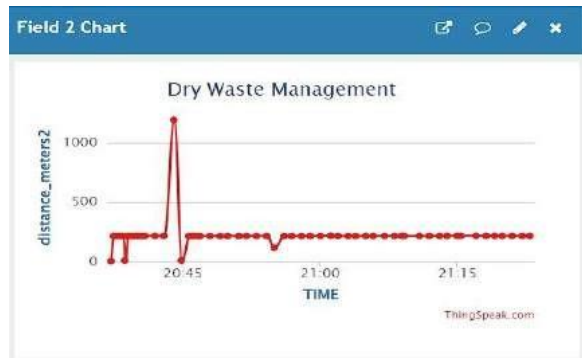 Field 2 Chart
Dry Waste Management
distance_meters2
1000
500
0
20:45 21:00 21:15
TIME
ThingSpeak.com